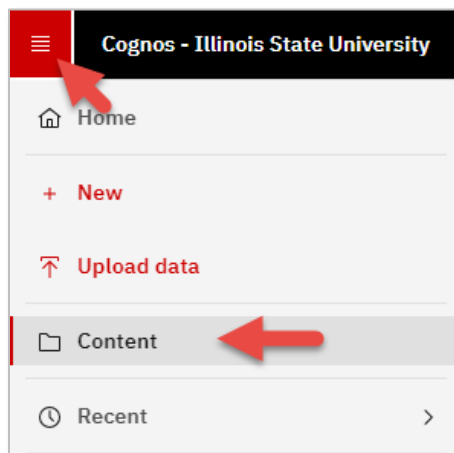 Cognos - Illinois State University
Home
New
Upload data
Content
Recent